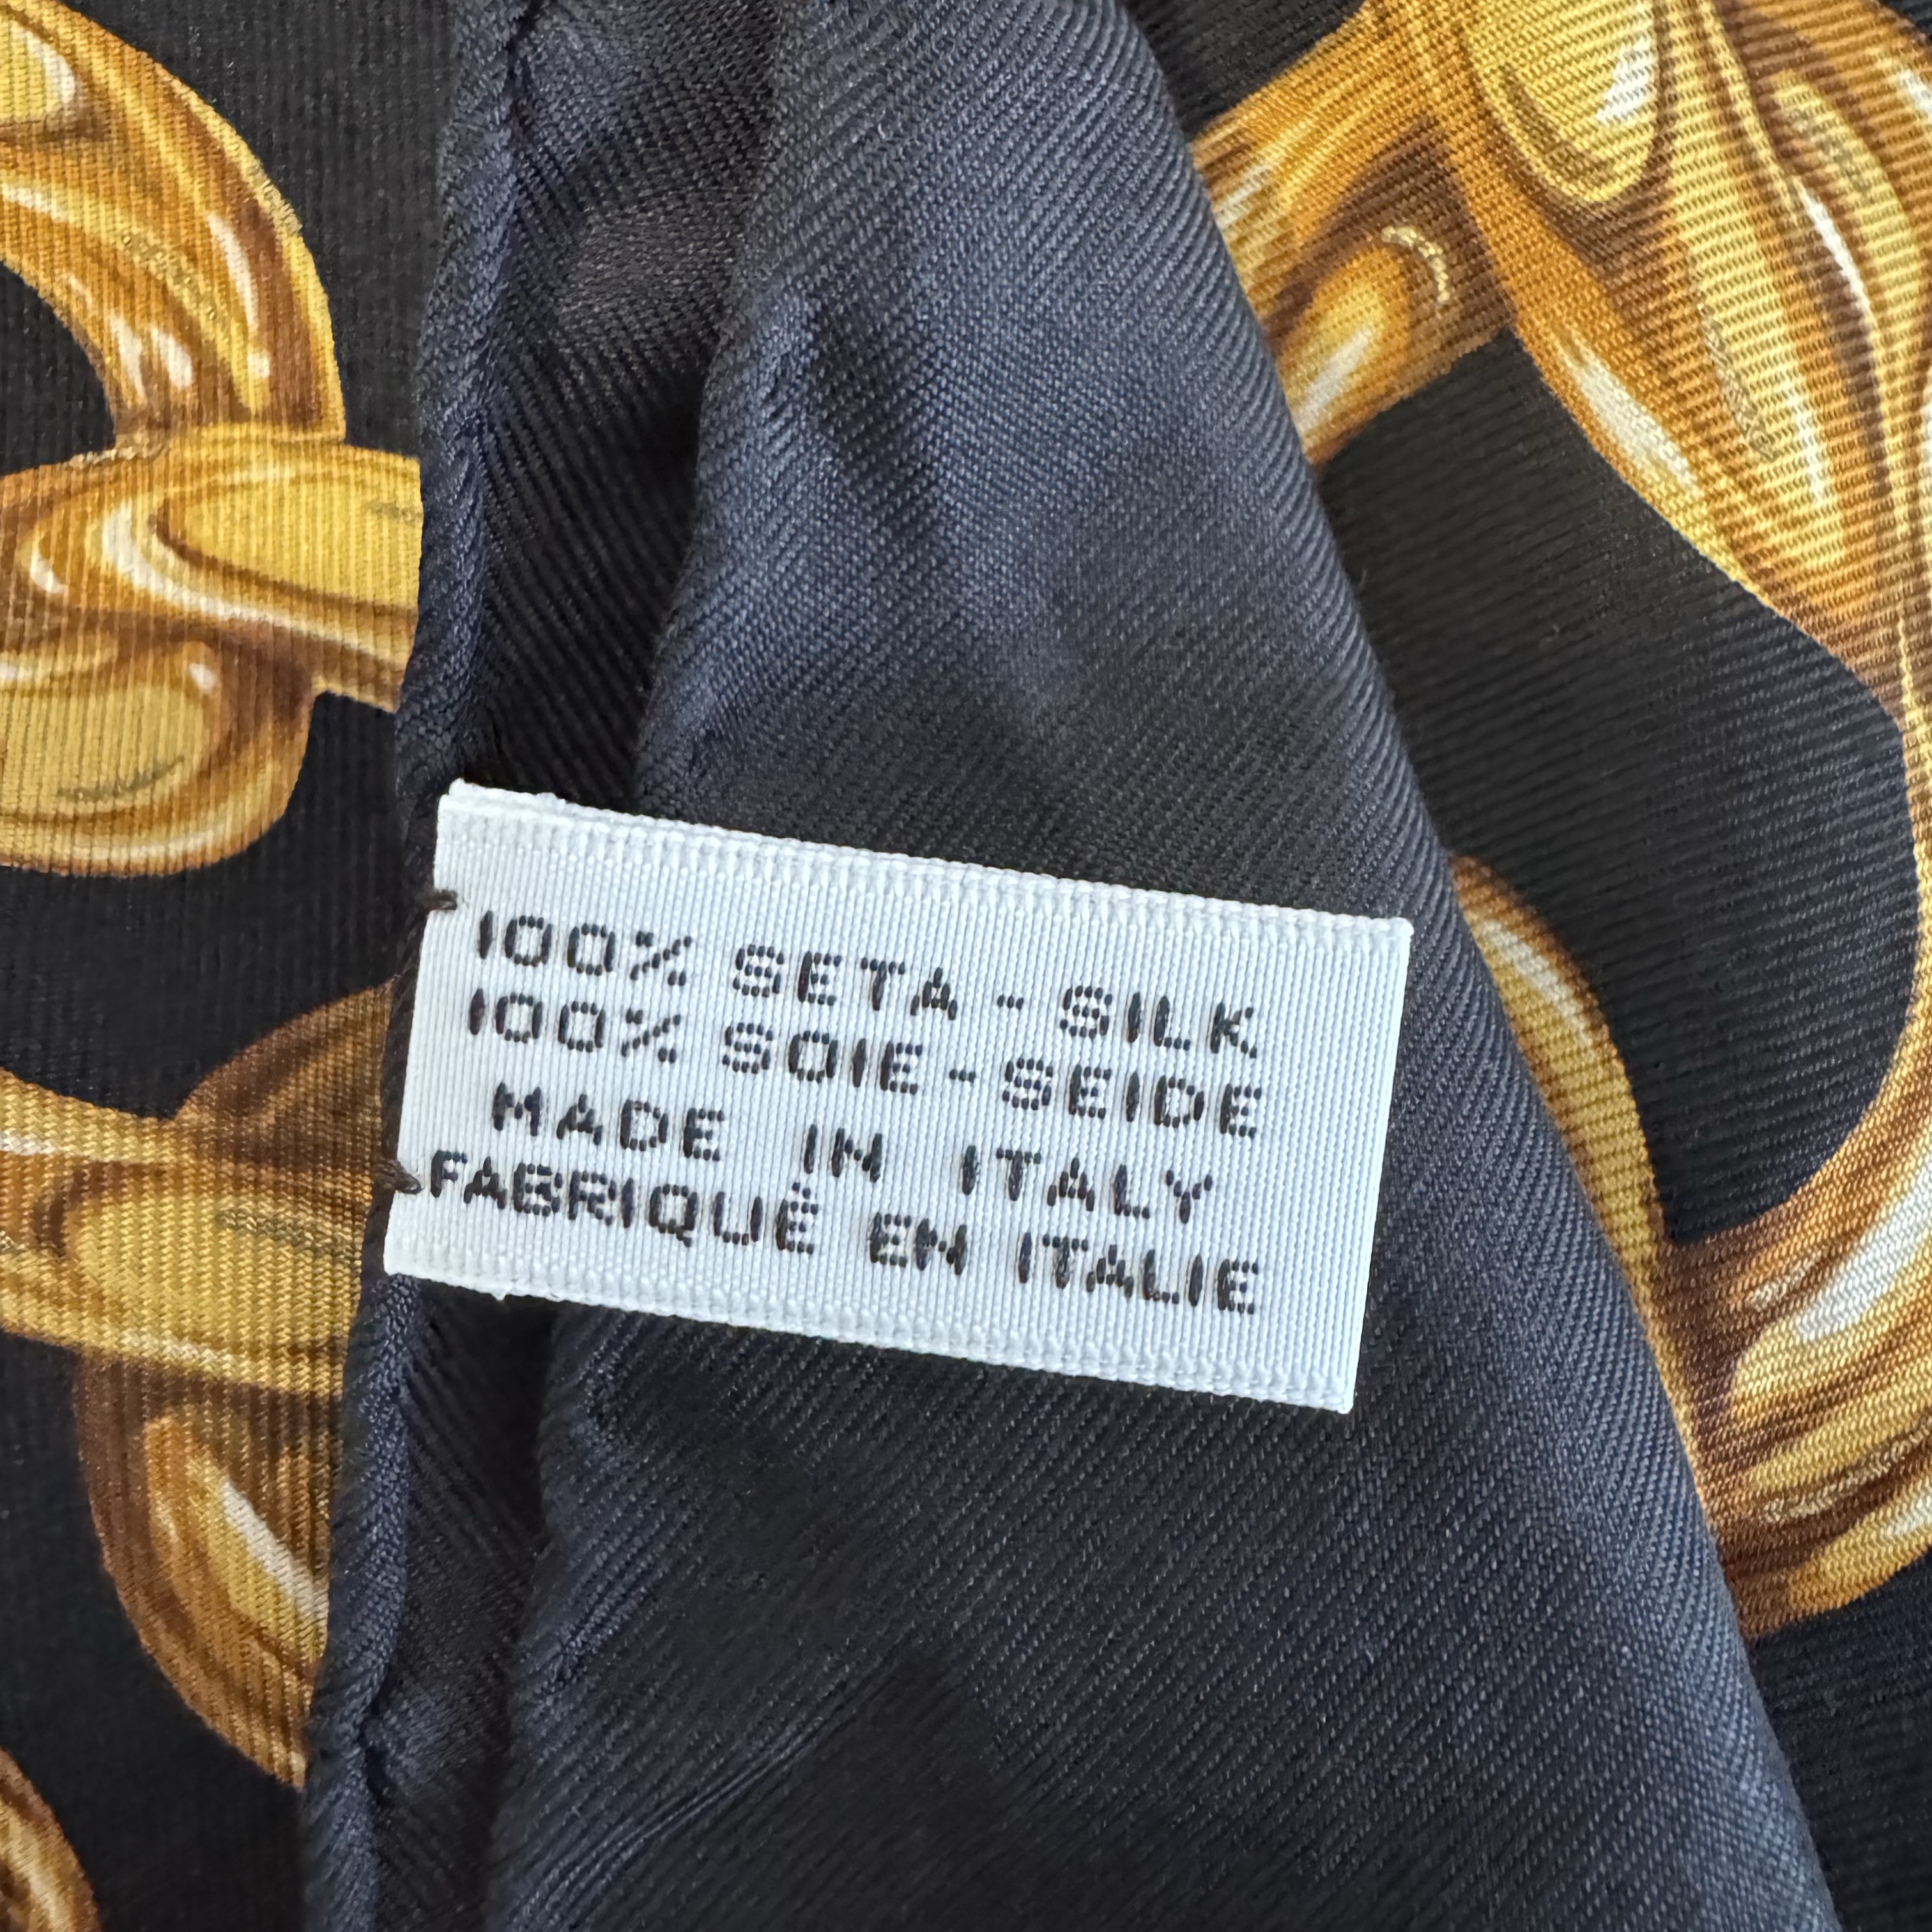 100% SETA - SILK
100% SOIE - SEIDE
MADE IN ITALY
FABRIQUÉ EN ITALIE